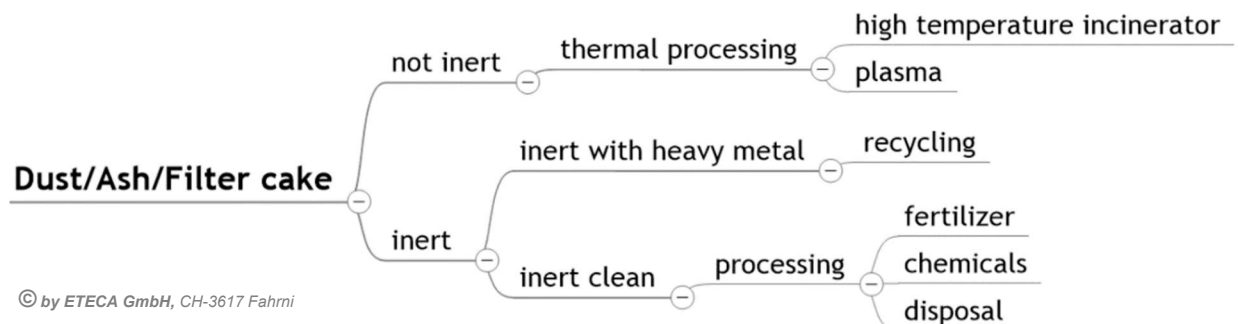 high temperature incinerator
not inert
thermal processing
plasma
inert with heavy metal
recycling
Dust/Ash/Filter cake
fertilizer
inert
processing
chemicals
inert clean
disposal
© by ETECA GmbH, CH-3617 Fahrni